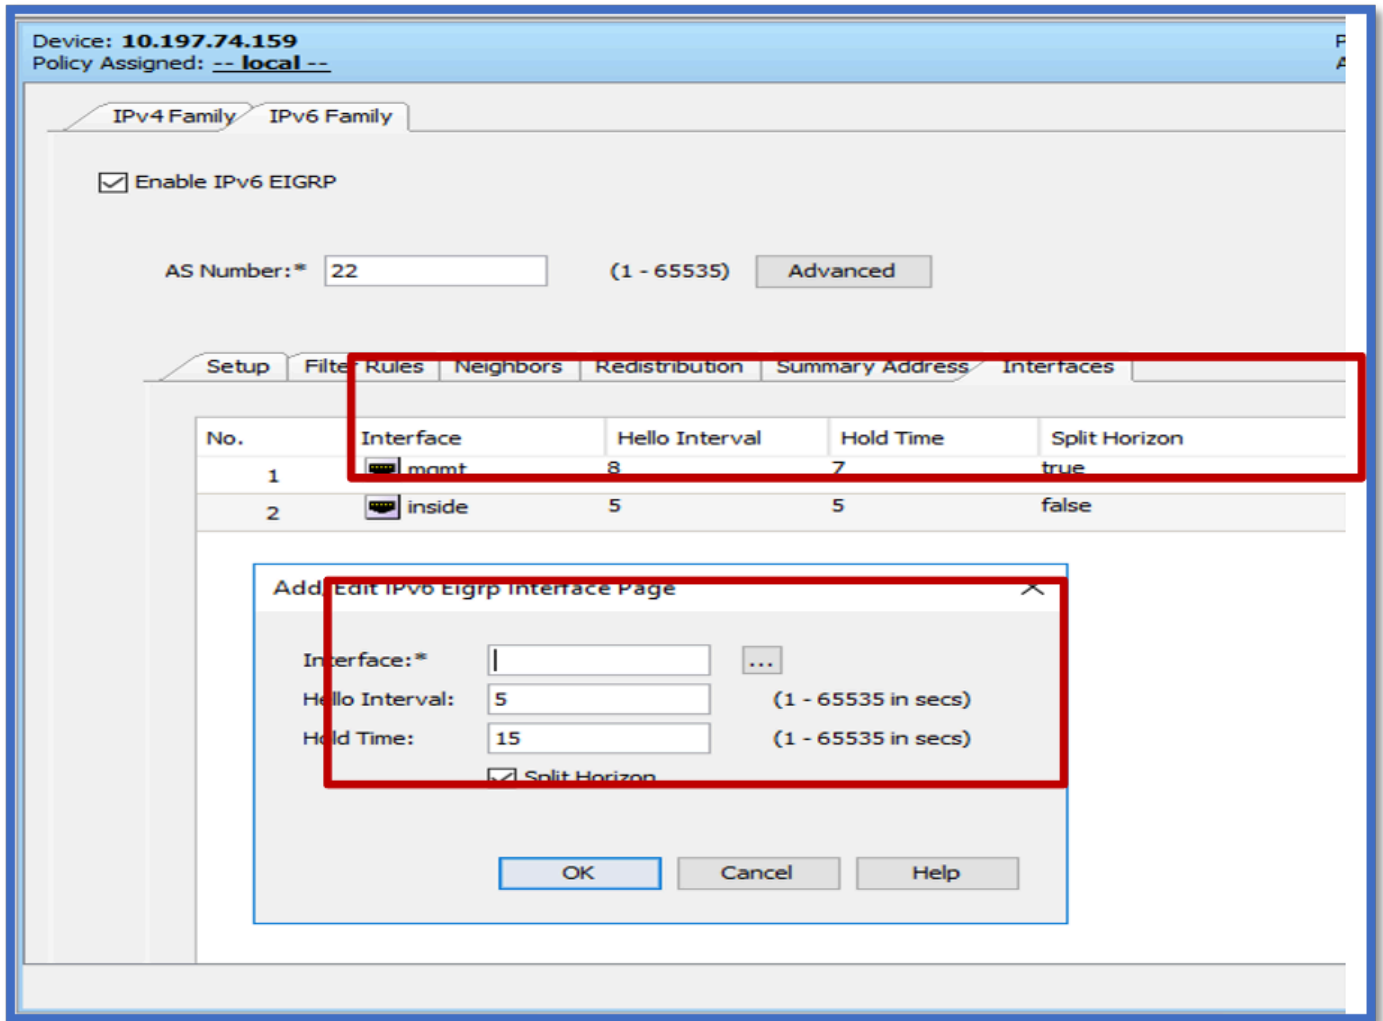 Device: 10.197.74.159
P
Policy Assigned: -- local --
A
IPv4 Family IPv6 Family
Enable IPv6 EIGRP
AS Number:* 22 (1 - 65535) Advanced
Setup Filter Rules Neighbors Redistribution Summary Address Interfaces
No. Interface Hello Interval Hold Time Split Horizon
1 mgmt 8 7 true
2 inside 5 5 false
Add/Edit IPv6 Eigrp Interface Page
Interface:* ...
Hello Interval: 5 (1 - 65535 in secs)
Hold Time: 15 (1 - 65535 in secs)
Split Horizon
OK Cancel Help